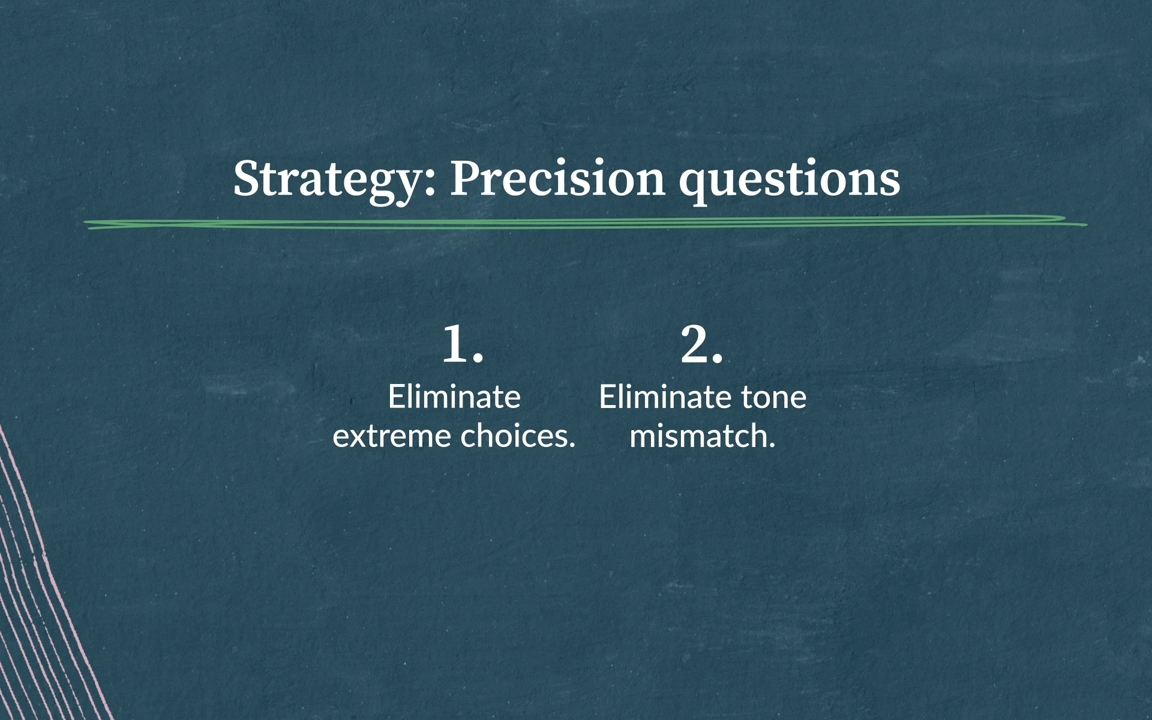 Strategy: Precision questions
1.
Eliminate
extreme choices.
2.
Eliminate tone
mismatch.